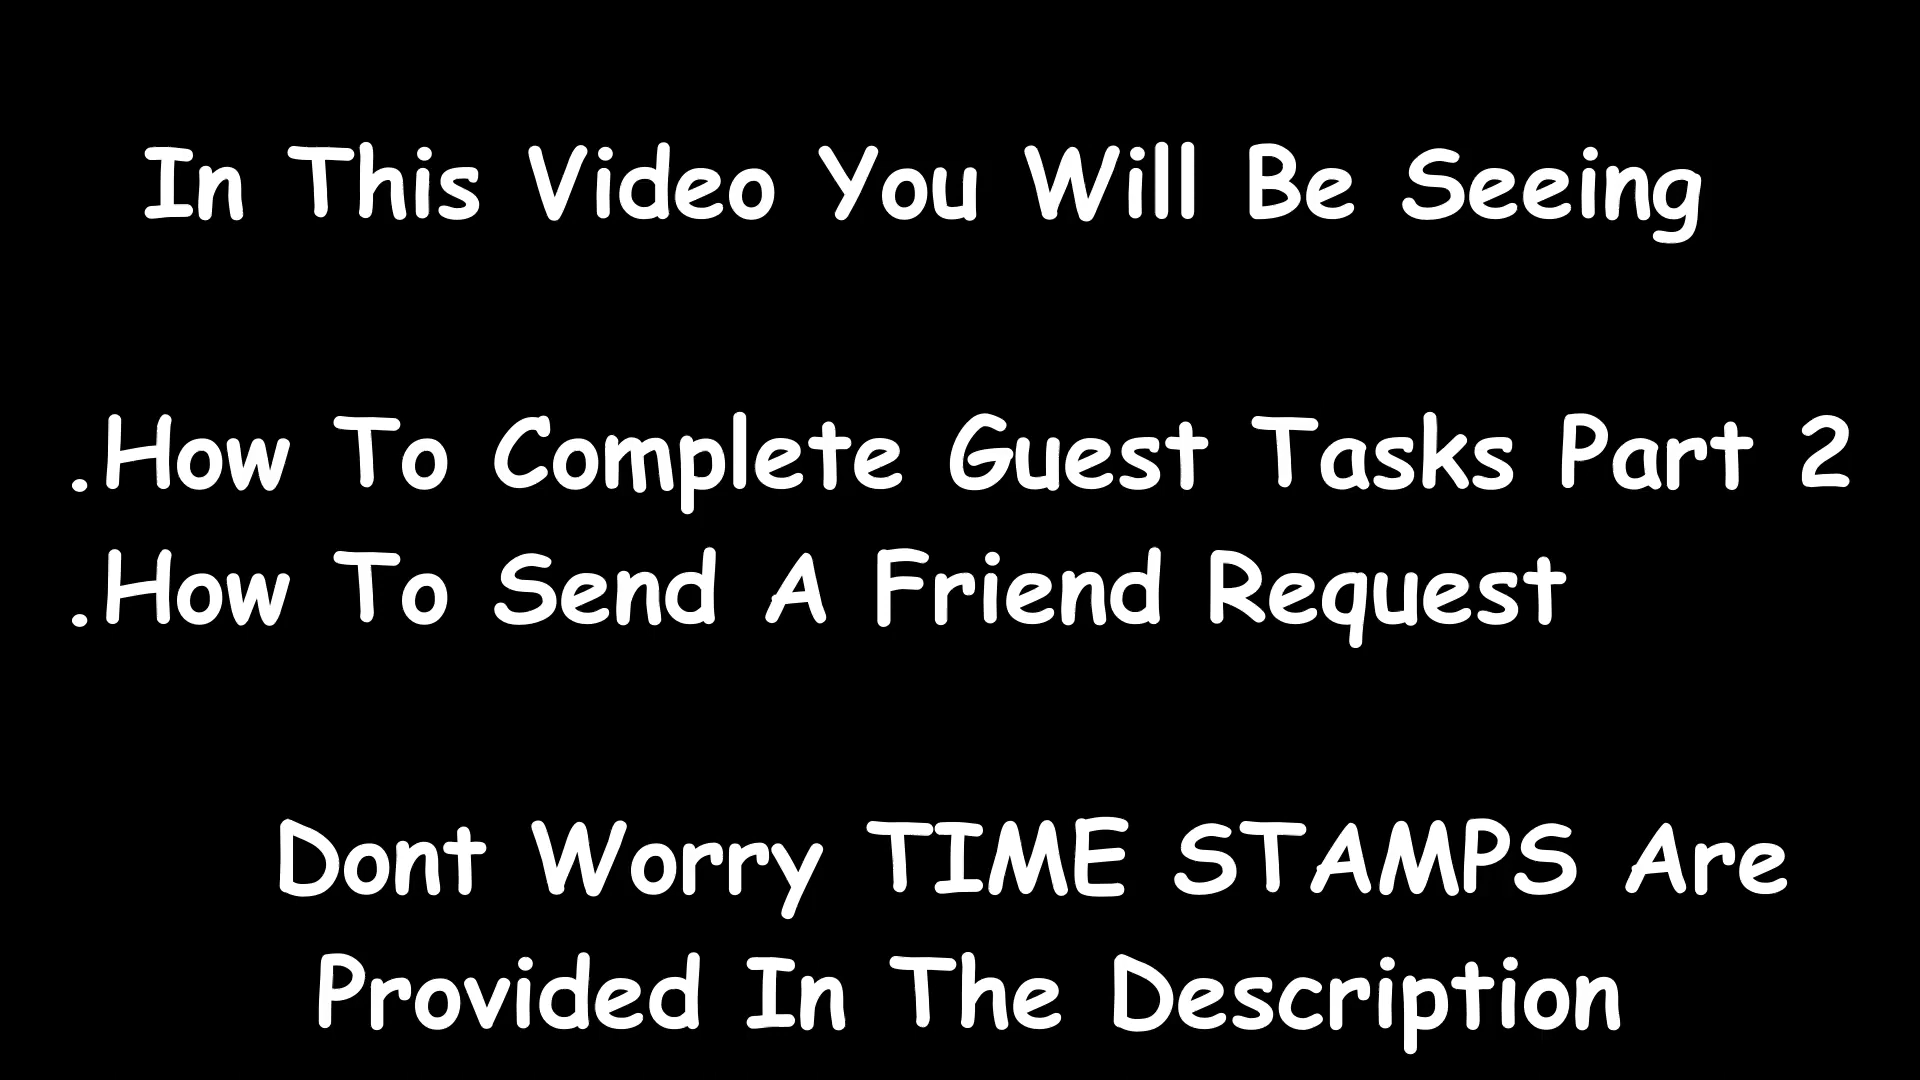 In This Video You Will Be Seeing
.How To Complete Guest Tasks Part 2
.How To Send A Friend Request
Dont Worry TIME STAMPS Are
Provided In The Description